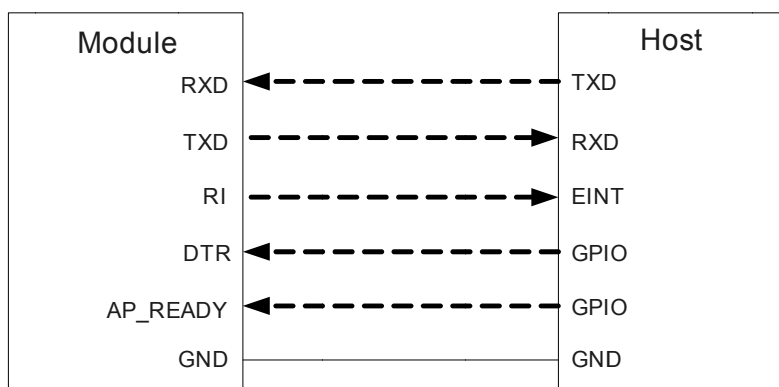 Module Host
RXD TXD
TXD RXD
RI EINT
DTR GPIO
AP_READY GPIO
GND GND